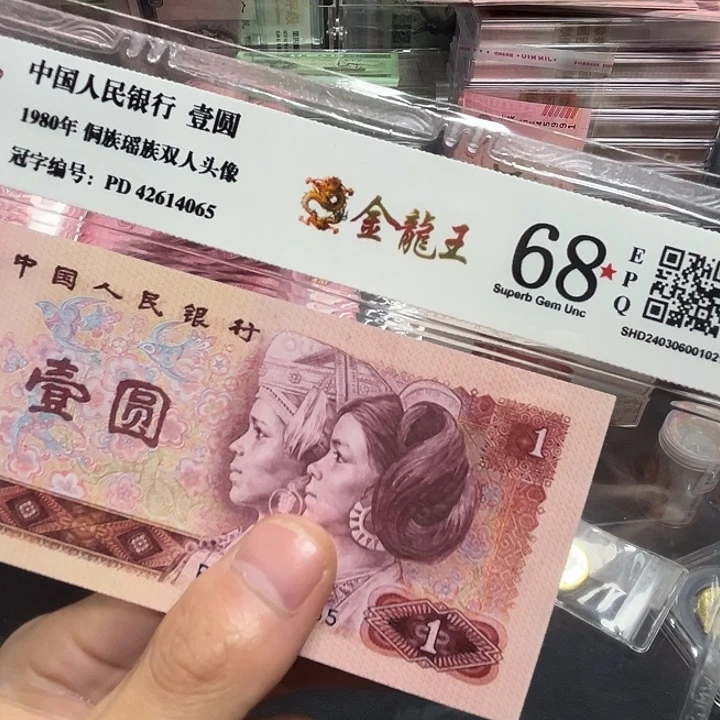 中国人民银行 壹圆
1980年 侗族瑶族双人头像
冠字编号：PD 42614065
金龍王
68★
Superb Gem Unc
E
P
Q
SHD24030600102
中国人民银行
壹圆
1
1